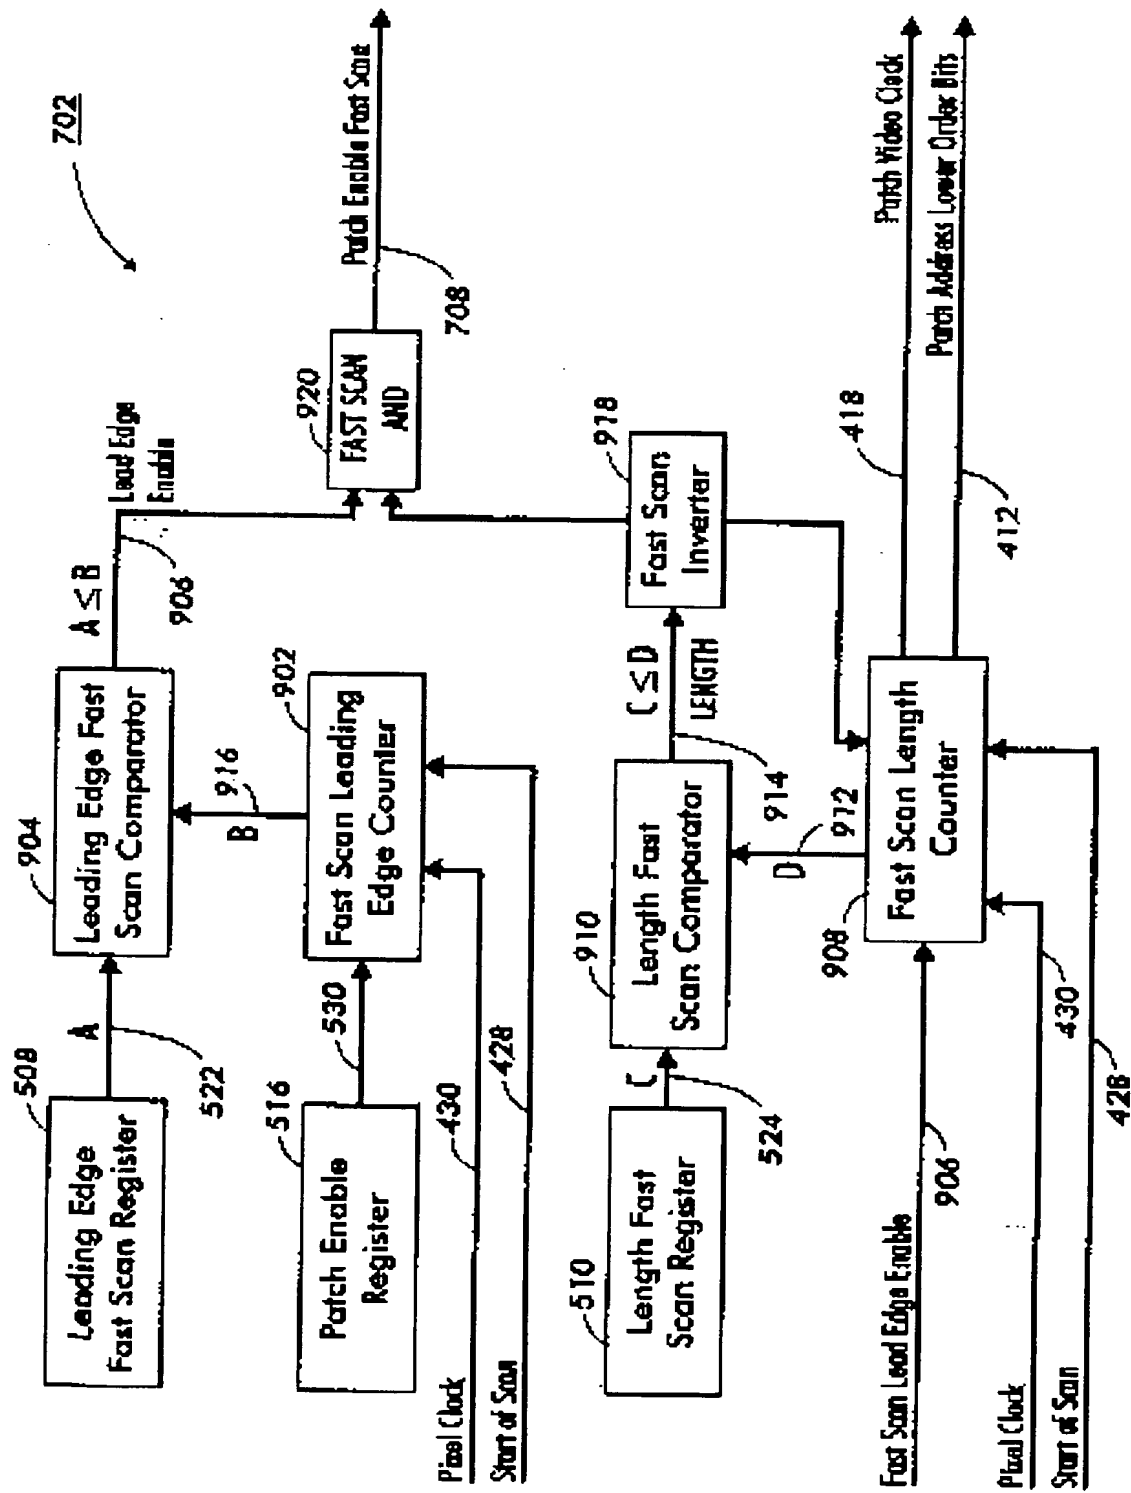 702
508
Leading Edge
Fast Scan Register
A
522
904
Leading Edge Fast
Scan Comparator
A ≤ B
906
Lead Edge
Enable
B
916
516
Patch Enable
Register
530
902
Fast Scan Leading
Edge Counter
920
FAST SCAN
AND
Patch Enable Fast Scan
708
Pixel Clock
430
Start of Scan
428
510
Length Fast
Scan Register
C
524
910
Length Fast
Scan Comparator
C ≤ D
LENGTH
914
918
Fast Scan
Inverter
D
912
908
Fast Scan Length
Counter
Fast Scan Lead Edge Enable
906
Pixel Clock
430
Start of Scan
428
418
Patch Video Clock
412
Patch Address Lower Order Bits